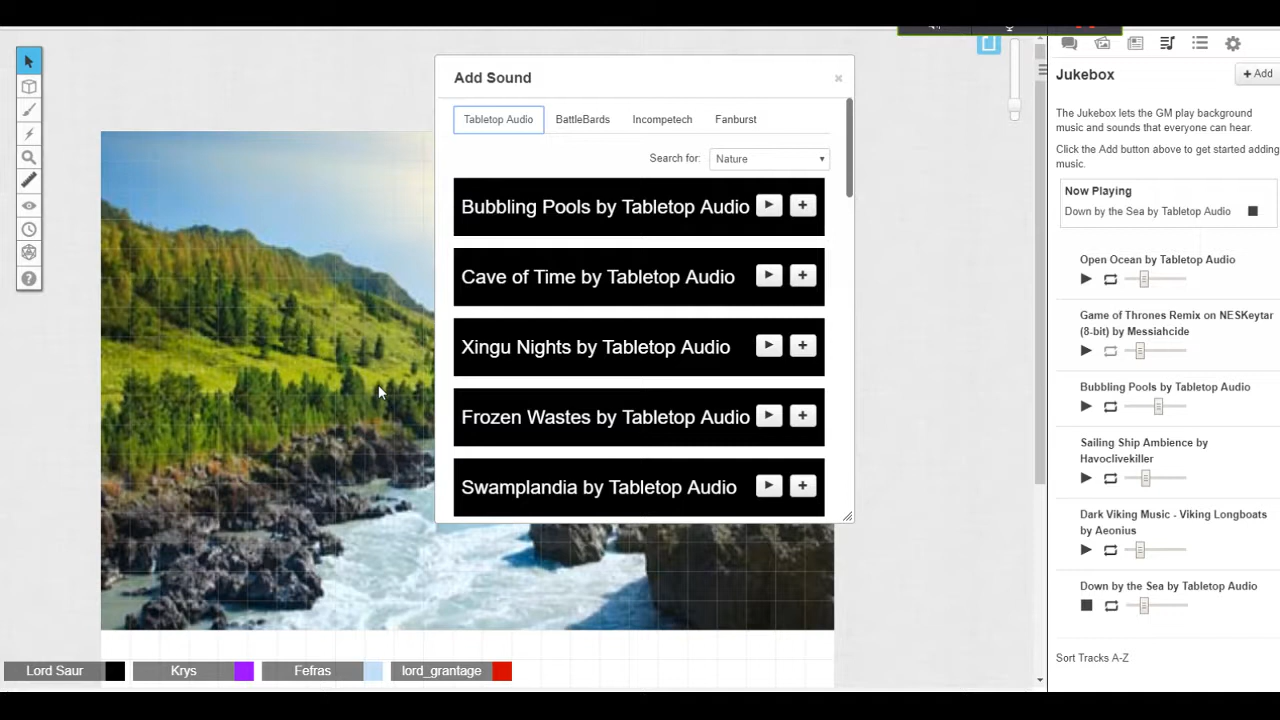 Add Sound
×
Tabletop Audio
BattleBards
Incompetech
Fanburst
Search for:
Nature
Bubbling Pools by Tabletop Audio
Cave of Time by Tabletop Audio
Xingu Nights by Tabletop Audio
Frozen Wastes by Tabletop Audio
Swamplandia by Tabletop Audio
Jukebox
+ Add
The Jukebox lets the GM play background
music and sounds that everyone can hear.
Click the Add button above to get started adding
music.
Now Playing
Down by the Sea by Tabletop Audio
Open Ocean by Tabletop Audio
Game of Thrones Remix on NESKeytar
(8-bit) by Messiahcide
Bubbling Pools by Tabletop Audio
Sailing Ship Ambience by
Havoclivekiller
Dark Viking Music - Viking Longboats
by Aeonius
Down by the Sea by Tabletop Audio
Sort Tracks A-Z
Lord Saur
Krys
Fefras
lord_grantage